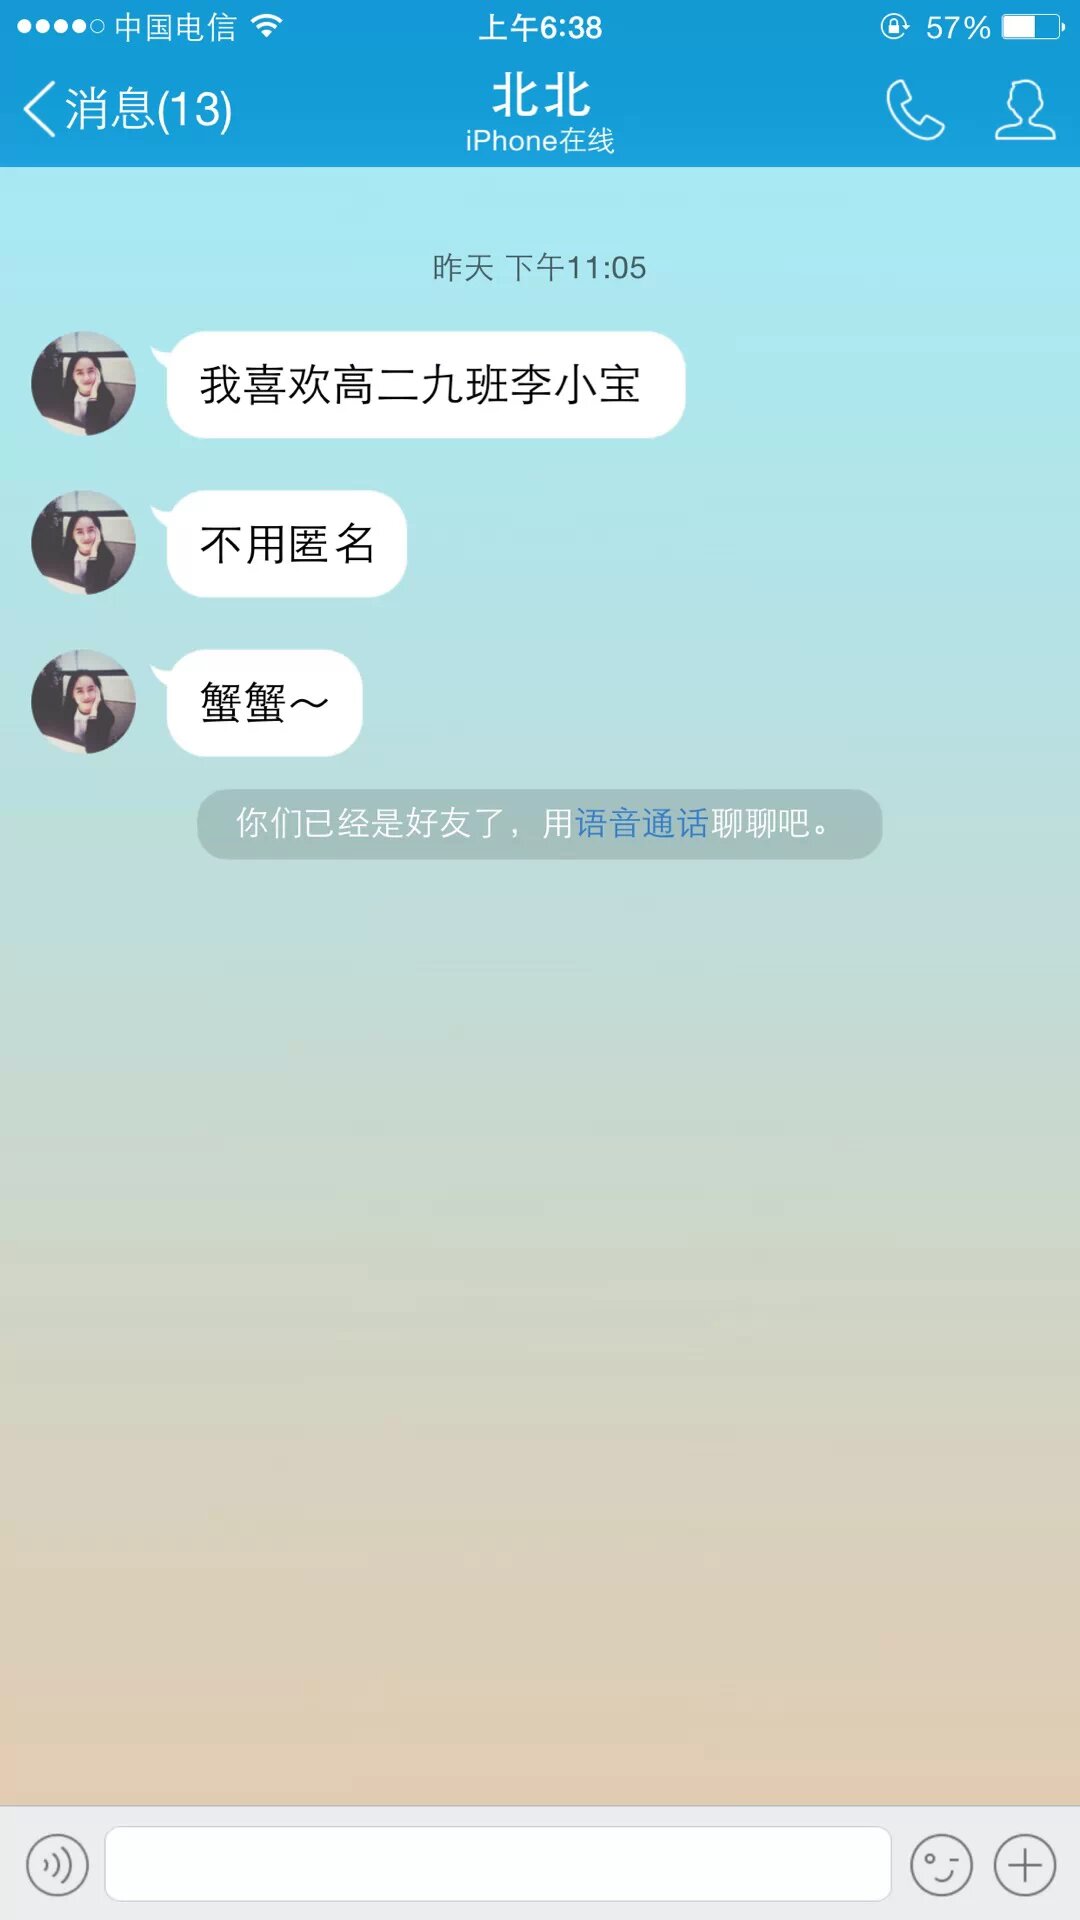 中国电信
上午6:38
57%
消息(13)
北北
iPhone在线
昨天 下午11:05
我喜欢高二九班李小宝
不用匿名
蟹蟹～
你们已经是好友了，用语音通话聊聊吧。